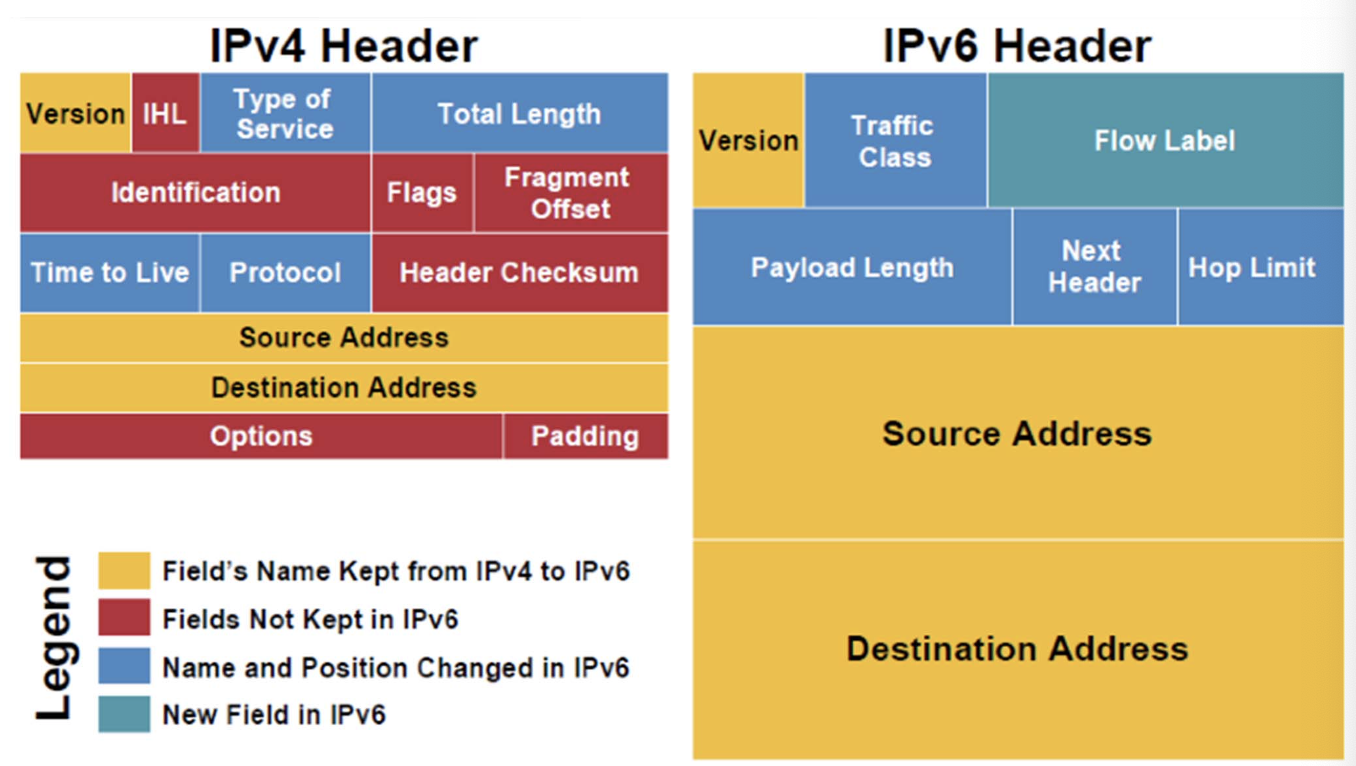 IPv4 Header
Version
IHL
Type of
Service
Total Length
Identification
Flags
Fragment
Offset
Time to Live
Protocol
Header Checksum
Source Address
Destination Address
Options
Padding
IPv6 Header
Version
Traffic
Class
Flow Label
Payload Length
Next
Header
Hop Limit
Source Address
Destination Address
Legend
Field's Name Kept from IPv4 to IPv6
Fields Not Kept in IPv6
Name and Position Changed in IPv6
New Field in IPv6